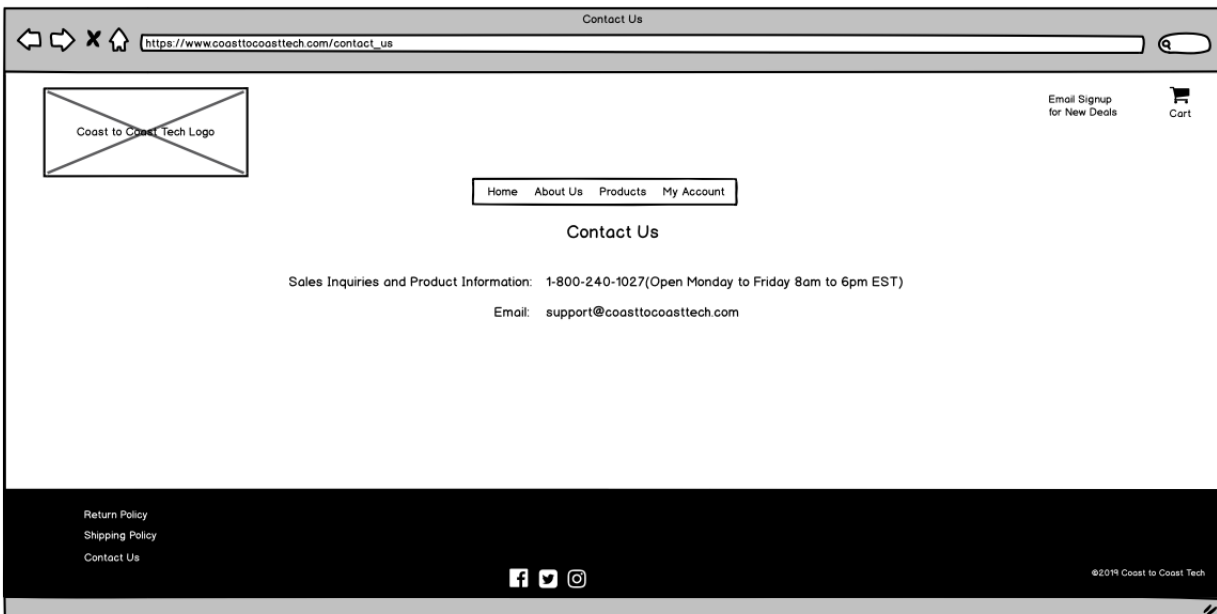 Contact Us
https://www.coasttocoasttech.com/contact_us
Coast to Coast Tech Logo
Email Signup
for New Deals
Cart
Home About Us Products My Account
Contact Us
Sales Inquiries and Product Information: 1-800-240-1027(Open Monday to Friday 8am to 6pm EST)
Email: support@coasttocoasttech.com
Return Policy
Shipping Policy
Contact Us
©2019 Coast to Coast Tech